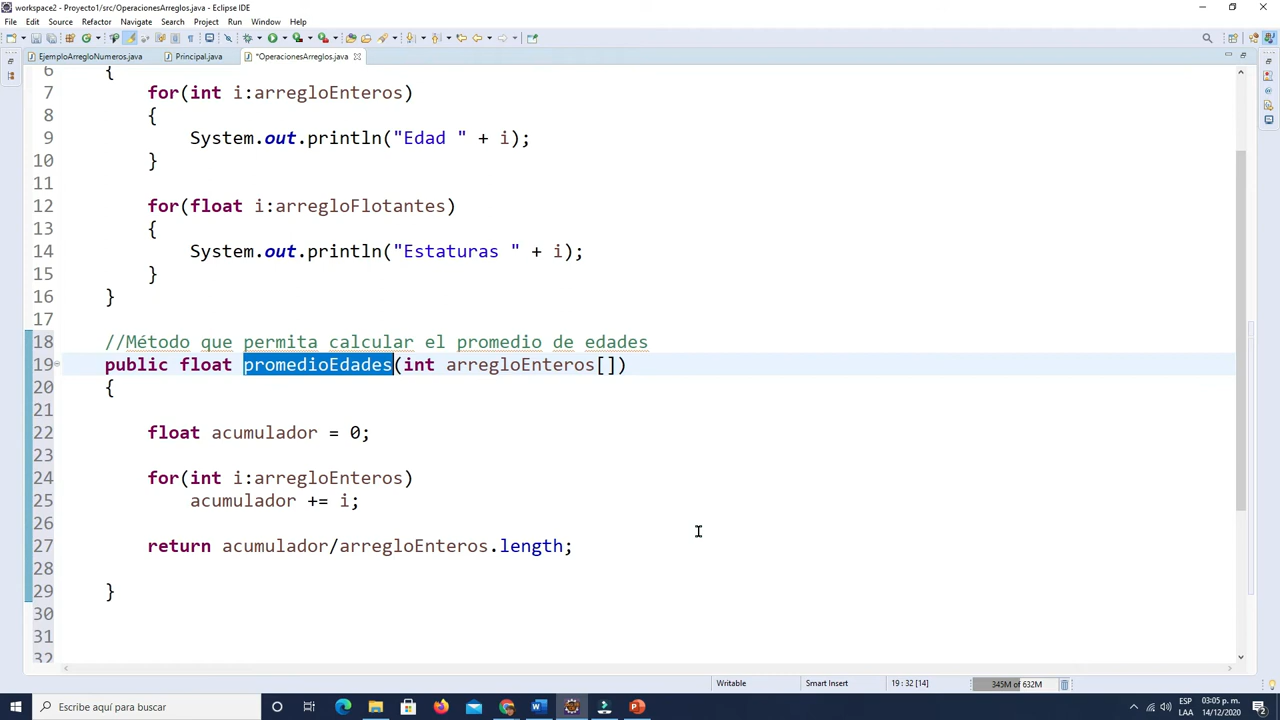 workspace2 - Proyecto1/src/OperacionesArreglos.java - Eclipse IDE
File Edit Source Refactor Navigate Search Project Run Window Help
EjemploArregloNumeros.java Principal.java *OperacionesArreglos.java
6 {
7 for(int i:arregloEnteros)
8 {
9 System.out.println("Edad " + i);
10 }
11
12 for(float i:arregloFlotantes)
13 {
14 System.out.println("Estaturas " + i);
15 }
16 }
17
18 //Método que permita calcular el promedio de edades
19 public float promedioEdades(int arregloEnteros[])
20 {
21
22 float acumulador = 0;
23
24 for(int i:arregloEnteros)
25 acumulador += i;
26
27 return acumulador/arregloEnteros.length;
28
29 }
30
31
32
Writable Smart Insert 19 : 32 [14] 345M of 632M
Escribe aquí para buscar
ESP 03:05 p. m.
LAA 14/12/2020
2